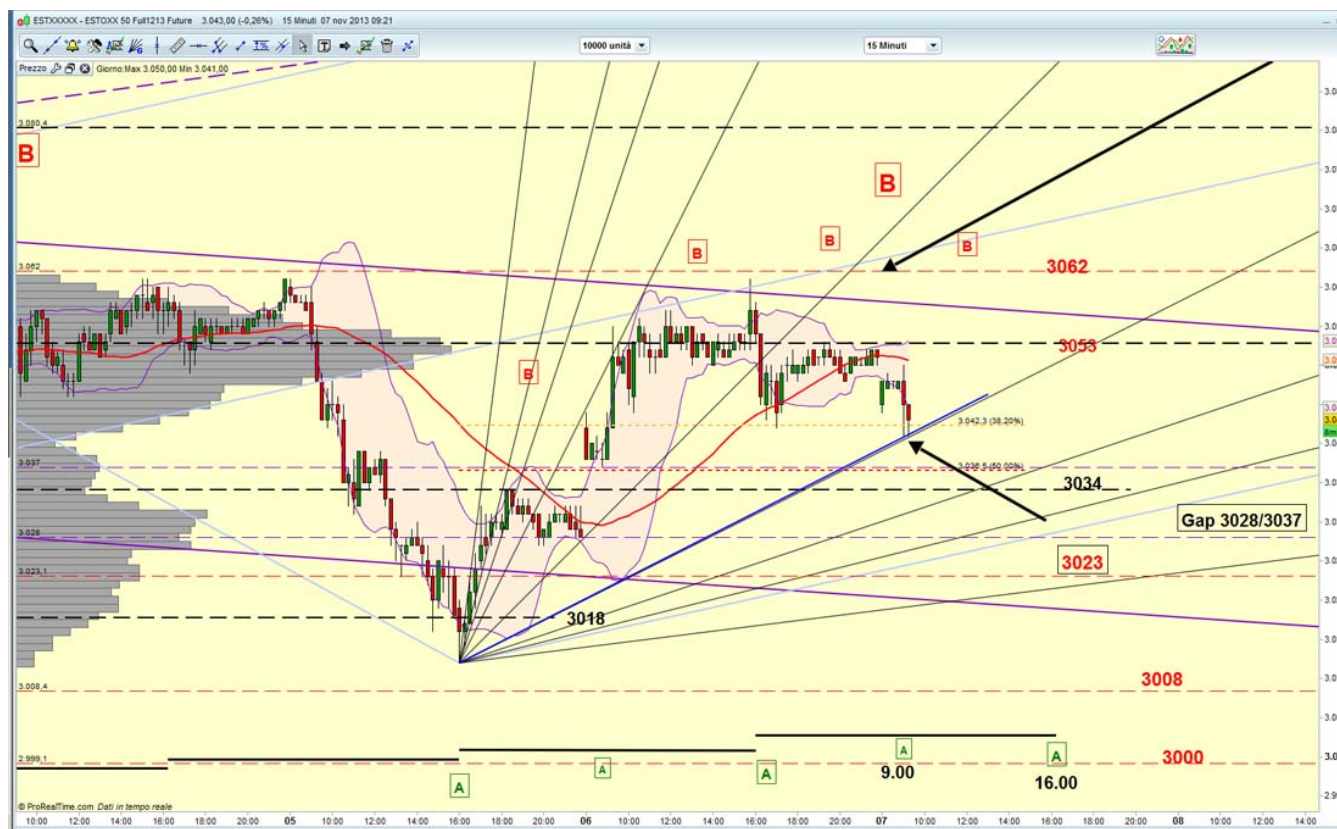 ESTXXXXX - ESTOXX 50 Full1213 Future 3.043,00 (-0,26%) 15 Minuti 07 nov 2013 09:21
10000 unità
15 Minuti
Prezzo
Giorno:Max 3.050,00 Min 3.041,00
3.080,4
B
B
B
B
B
3.062
3062
3053
B
3.042,3 (38,20%)
3.037
3034
Gap 3028/3037
3.028
3.023,1
3023
3018
3.008,4
3008
2.999,1
3000
A
A
A
A
A
9.00
16.00
© ProRealTime.com Dati in tempo reale
10:00 12:00 14:00 16:00 18:00 20:00 05 10:00 12:00 14:00 16:00 18:00 20:00 06 10:00 12:00 14:00 16:00 18:00 20:00 07 10:00 12:00 14:00 16:00 18:00 20:00 08 10:00 12:00 14:0